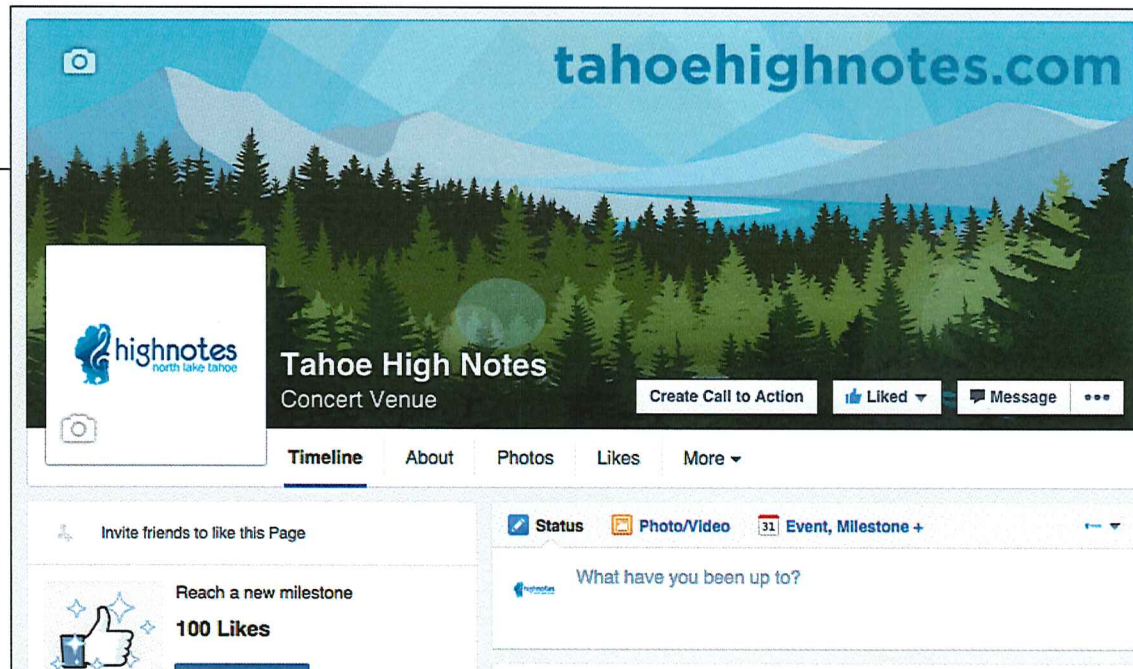 tahoehighnotes.com
highnotes
north lake tahoe
Tahoe High Notes
Concert Venue
Create Call to Action
Liked
Message
Timeline
About
Photos
Likes
More
Invite friends to like this Page
Status
Photo/Video
31
Event, Milestone +
highnotes
What have you been up to?
Reach a new milestone
100 Likes